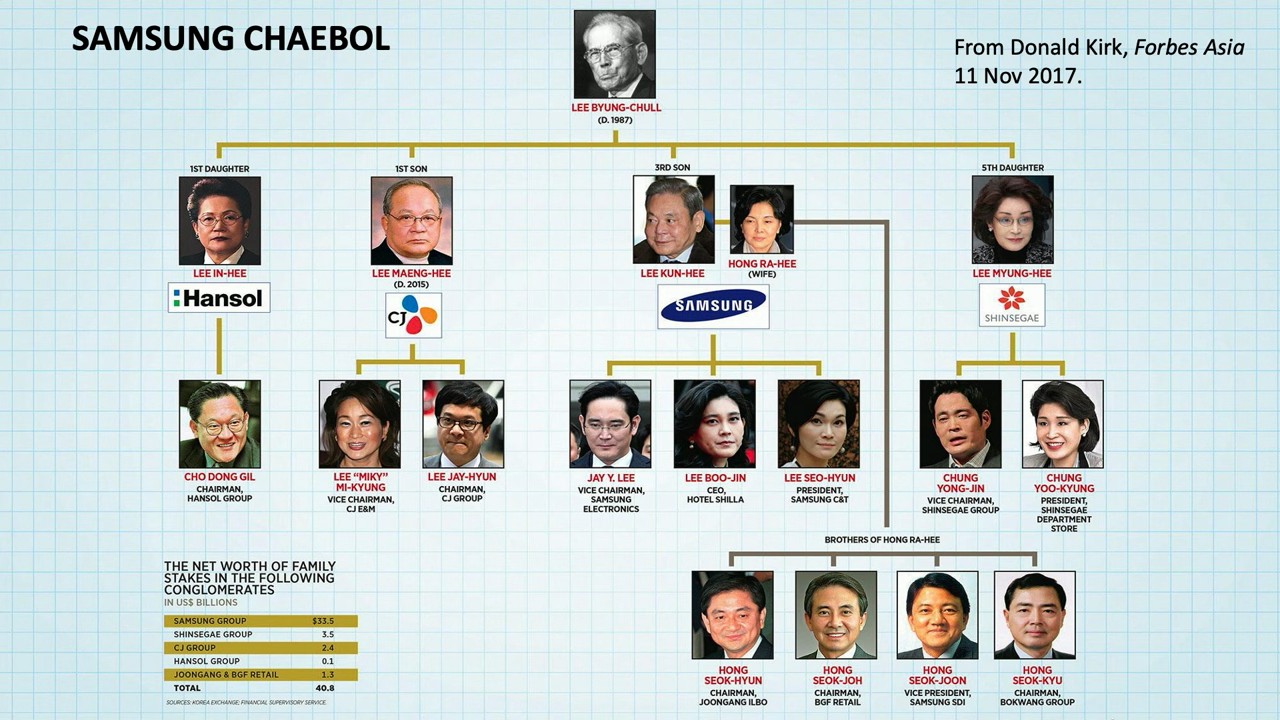 SAMSUNG CHAEBOL
From Donald Kirk, Forbes Asia
11 Nov 2017.
LEE BYUNG-CHULL
(D. 1987)
1ST DAUGHTER
LEE IN-HEE
Hansol
1ST SON
LEE MAENG-HEE
(D. 2015)
CJ
3RD SON
LEE KUN-HEE
HONG RA-HEE
(WIFE)
SAMSUNG
5TH DAUGHTER
LEE MYUNG-HEE
SHINSEGAE
CHO DONG GIL
CHAIRMAN,
HANSOL GROUP
LEE “MIKY”
MI-KYUNG
VICE CHAIRMAN,
CJ E&M
LEE JAY-HYUN
CHAIRMAN,
CJ GROUP
JAY Y. LEE
VICE CHAIRMAN,
SAMSUNG
ELECTRONICS
LEE BOO-JIN
CEO,
HOTEL SHILLA
LEE SEO-HYUN
PRESIDENT,
SAMSUNG C&T
CHUNG
YONG-JIN
VICE CHAIRMAN,
SHINSEGAE GROUP
CHUNG
YOO-KYUNG
PRESIDENT,
SHINSEGAE
DEPARTMENT
STORE
BROTHERS OF HONG RA-HEE
HONG
SEOK-HYUN
CHAIRMAN,
JOONGANG ILBO
HONG
SEOK-JOH
CHAIRMAN,
BGF RETAIL
HONG
SEOK-JOON
VICE PRESIDENT,
SAMSUNG SDI
HONG
SEOK-KYU
CHAIRMAN,
BOKWANG GROUP
THE NET WORTH OF FAMILY
STAKES IN THE FOLLOWING
CONGLOMERATES
IN US$ BILLIONS
SAMSUNG GROUP $33.5
SHINSEGAE GROUP 3.5
CJ GROUP 2.4
HANSOL GROUP 0.1
JOONGANG & BGF RETAIL 1.3
TOTAL 40.8
SOURCES: KOREA EXCHANGE; FINANCIAL SUPERVISORY SERVICE.